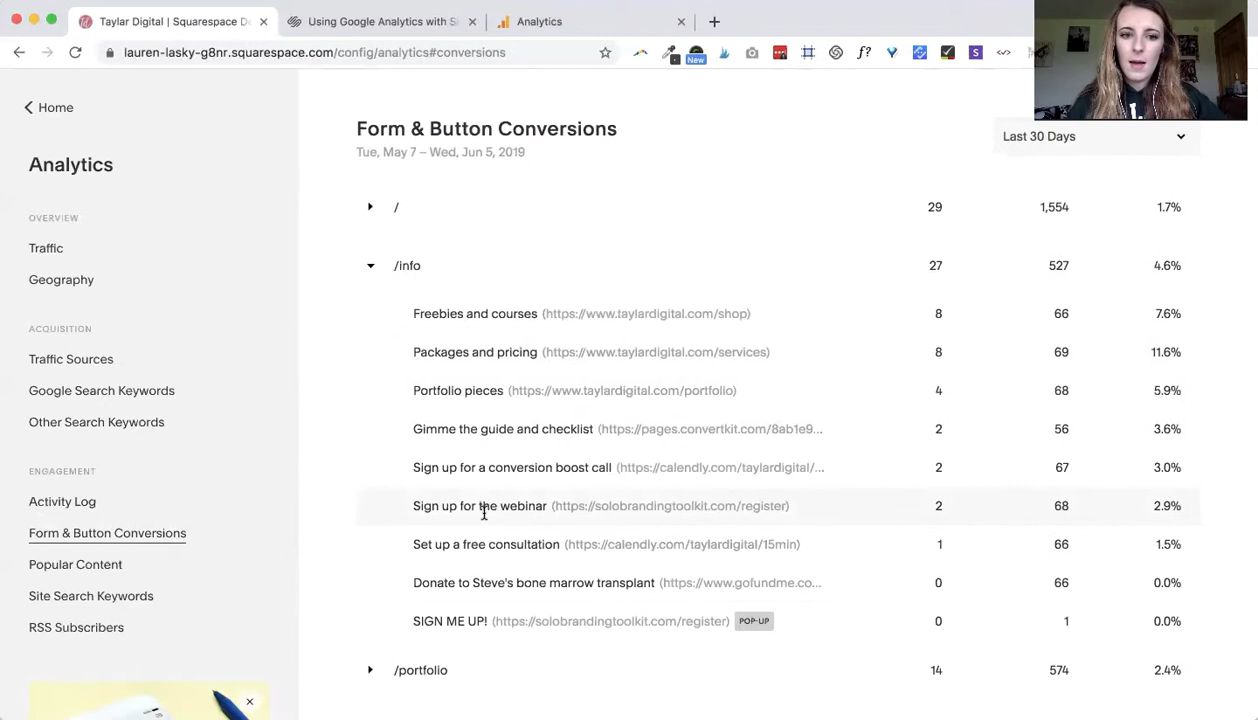 Taylar Digital | Squarespace De
Using Google Analytics with S
Analytics
lauren-lasky-g8nr.squarespace.com/config/analytics#conversions
f?
New
S
Home
Analytics
OVERVIEW
Traffic
Geography
ACQUISITION
Traffic Sources
Google Search Keywords
Other Search Keywords
ENGAGEMENT
Activity Log
Form & Button Conversions
Popular Content
Site Search Keywords
RSS Subscribers
Form & Button Conversions
Tue, May 7 – Wed, Jun 5, 2019
Last 30 Days
/ 29 1,554 1.7%
/info 27 527 4.6%
Freebies and courses (https://www.taylardigital.com/shop) 8 66 7.6%
Packages and pricing (https://www.taylardigital.com/services) 8 69 11.6%
Portfolio pieces (https://www.taylardigital.com/portfolio) 4 68 5.9%
Gimme the guide and checklist (https://pages.convertkit.com/8ab1e9... 2 56 3.6%
Sign up for a conversion boost call (https://calendly.com/taylardigital/... 2 67 3.0%
Sign up for the webinar (https://solobrandingtoolkit.com/register) 2 68 2.9%
Set up a free consultation (https://calendly.com/taylardigital/15min) 1 66 1.5%
Donate to Steve's bone marrow transplant (https://www.gofundme.co... 0 66 0.0%
SIGN ME UP! (https://solobrandingtoolkit.com/register) POP-UP 0 1 0.0%
/portfolio 14 574 2.4%